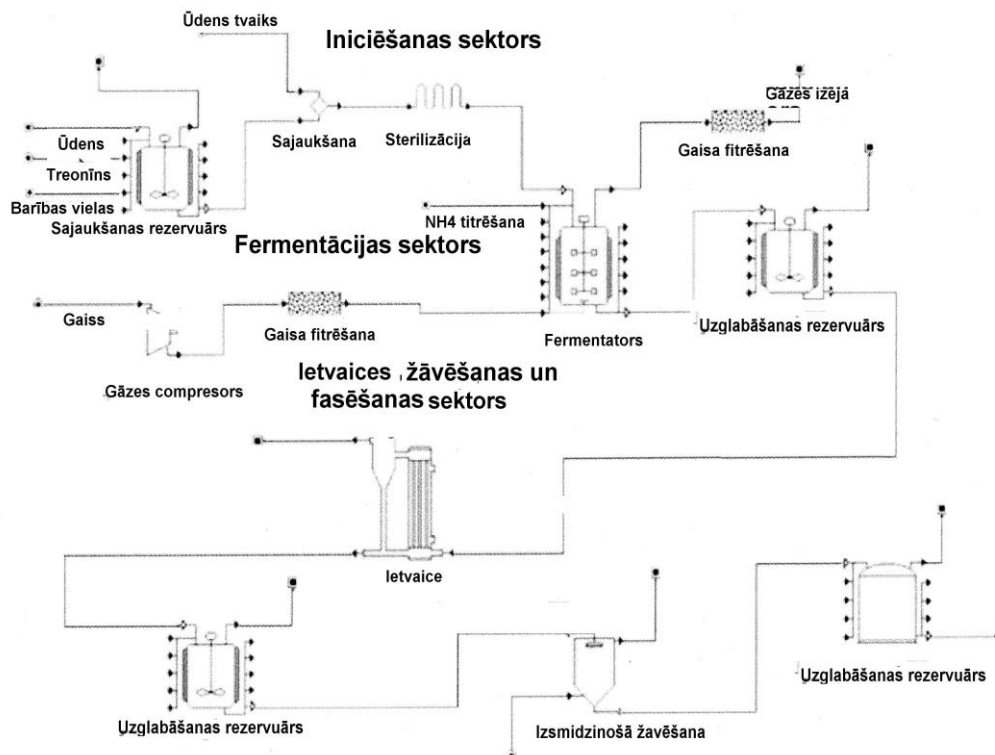 Ūdens tvaiks
Iniciēšanas sektors
Gāzes izējā
Ūdens
Treonīns
Barības vielas
Sajaukšanas rezervuārs
Sajaukšana
Sterilizācija
Gaisa fitrēšana
NH4 titrēšana
Fermentācijas sektors
Gaiss
Gaisa fitrēšana
Fermentators
Uzglabāšanas rezervuārs
Gāzes compresors
Ietvaices ,žāvēšanas un
fasēšanas sektors
Ietvaice
Uzglabāšanas rezervuārs
Izsmidzinošā žavēšana
Uzglabāšanas rezervuārs